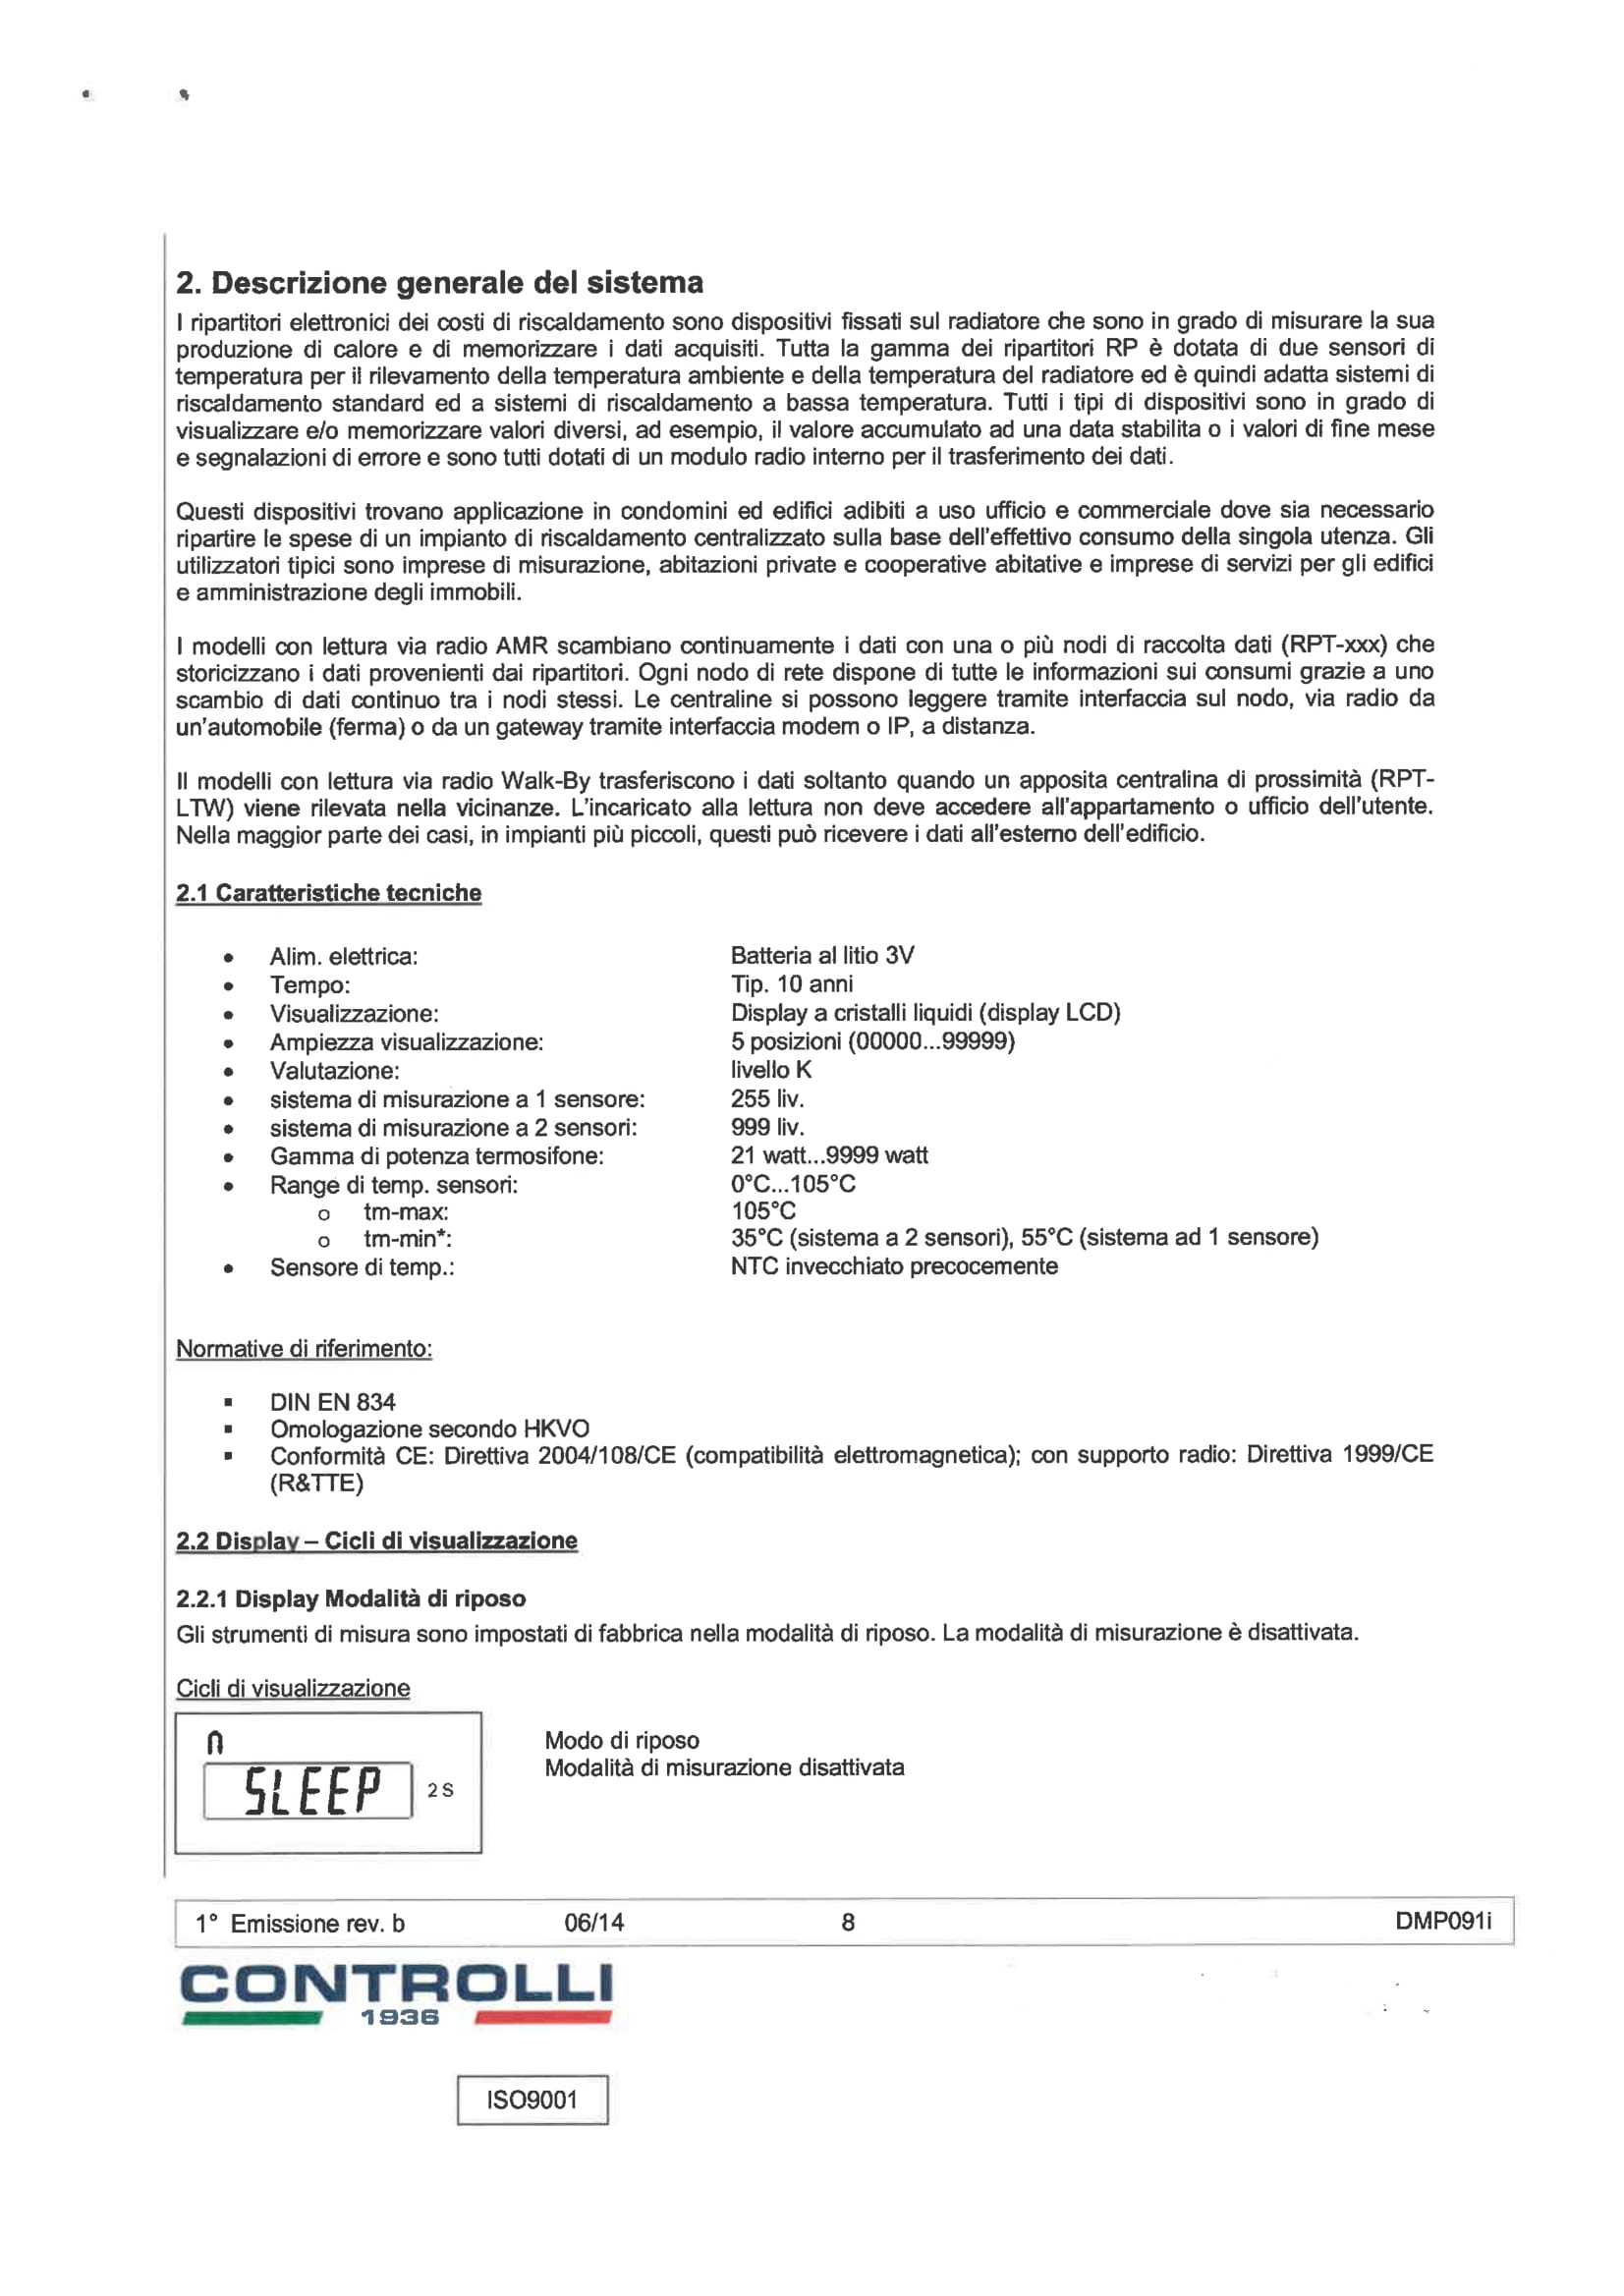 2. Descrizione generale del sistema
I ripartitori elettronici dei costi di riscaldamento sono dispositivi fissati sul radiatore che sono in grado di misurare la sua
produzione di calore e di memorizzare i dati acquisiti. Tutta la gamma dei ripartitori RP è dotata di due sensori di
temperatura per il rilevamento della temperatura ambiente e della temperatura del radiatore ed è quindi adatta sistemi di
riscaldamento standard ed a sistemi di riscaldamento a bassa temperatura. Tutti i tipi di dispositivi sono in grado di
visualizzare e/o memorizzare valori diversi, ad esempio, il valore accumulato ad una data stabilita o i valori di fine mese
e segnalazioni di errore e sono tutti dotati di un modulo radio interno per il trasferimento dei dati.
Questi dispositivi trovano applicazione in condomini ed edifici adibiti a uso ufficio e commerciale dove sia necessario
ripartire le spese di un impianto di riscaldamento centralizzato sulla base dell'effettivo consumo della singola utenza. Gli
utilizzatori tipici sono imprese di misurazione, abitazioni private e cooperative abitative e imprese di servizi per gli edifici
e amministrazione degli immobili.
I modelli con lettura via radio AMR scambiano continuamente i dati con una o più nodi di raccolta dati (RPT-xxx) che
storicizzano i dati provenienti dai ripartitori. Ogni nodo di rete dispone di tutte le informazioni sui consumi grazie a uno
scambio di dati continuo tra i nodi stessi. Le centraline si possono leggere tramite interfaccia sul nodo, via radio da
un'automobile (ferma) o da un gateway tramite interfaccia modem o IP, a distanza.
Il modelli con lettura via radio Walk-By trasferiscono i dati soltanto quando un apposita centralina di prossimità (RPT-
LTW) viene rilevata nella vicinanze. L'incaricato alla lettura non deve accedere all'appartamento o ufficio dell'utente.
Nella maggior parte dei casi, in impianti più piccoli, questi può ricevere i dati all'esterno dell'edificio.
2.1 Caratteristiche tecniche
• Alim. elettrica: Batteria al litio 3V
• Tempo: Tip. 10 anni
• Visualizzazione: Display a cristalli liquidi (display LCD)
• Ampiezza visualizzazione: 5 posizioni (00000...99999)
• Valutazione: livello K
• sistema di misurazione a 1 sensore: 255 liv.
• sistema di misurazione a 2 sensori: 999 liv.
• Gamma di potenza termosifone: 21 watt...9999 watt
• Range di temp. sensori: 0°C...105°C
o tm-max: 105°C
o tm-min*: 35°C (sistema a 2 sensori), 55°C (sistema ad 1 sensore)
• Sensore di temp.: NTC invecchiato precocemente
Normative di riferimento:
▪ DIN EN 834
▪ Omologazione secondo HKVO
▪ Conformità CE: Direttiva 2004/108/CE (compatibilità elettromagnetica); con supporto radio: Direttiva 1999/CE
(R&TTE)
2.2 Display – Cicli di visualizzazione
2.2.1 Display Modalità di riposo
Gli strumenti di misura sono impostati di fabbrica nella modalità di riposo. La modalità di misurazione è disattivata.
Cicli di visualizzazione
SLEEP 2S
Modo di riposo
Modalità di misurazione disattivata
1° Emissione rev. b 06/14 8 DMP091i
CONTROLLI
1936
ISO9001